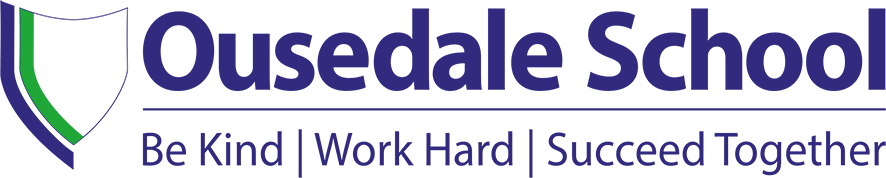 Ousedale School
Be Kind | Work Hard | Succeed Together